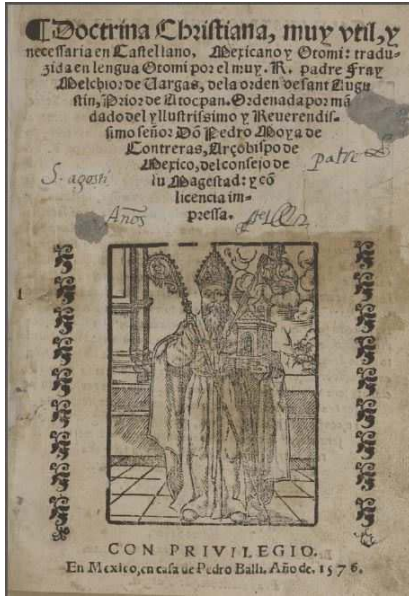 ¶Doctrina Christiana, muy vtil, y
necessaria en Castellano, Mexicano y Otomi: tradu-
zida en lengua Otomi por el muy. R. padre Fray
Melchior de Vargas, de la orden de sant Augu
stin, Prior de Atocpan. Ordenada por mã
dado del yllustrissimo y Reuerendis-
simo señor Dõ Pedro Moya de
Contreras, Arçobispo de
Mexico, del consejo de
su Magestad: y cõ
licencia im-
pressa.
S. agosti
patre
Años
CON PRIVILEGIO.
En Mexico, en casa de Pedro Balli. Año de. 1576.